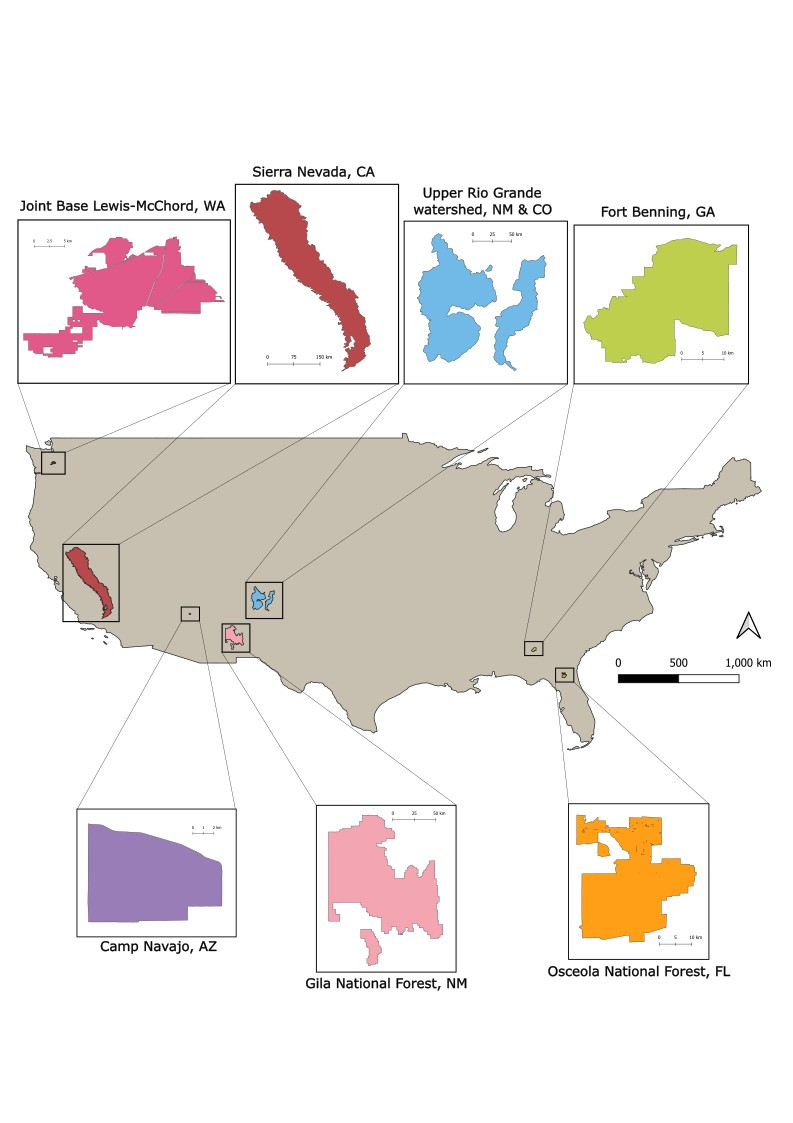 Sierra Nevada, CA
Joint Base Lewis-McChord, WA
Upper Rio Grande
watershed, NM & CO
Fort Benning, GA
0 2.5 5 km
0 75 150 km
0 25 50 km
0 5 10 km
0 500 1,000 km
0 1 2 km
Camp Navajo, AZ
0 25 50 km
Gila National Forest, NM
0 5 10 km
Osceola National Forest, FL